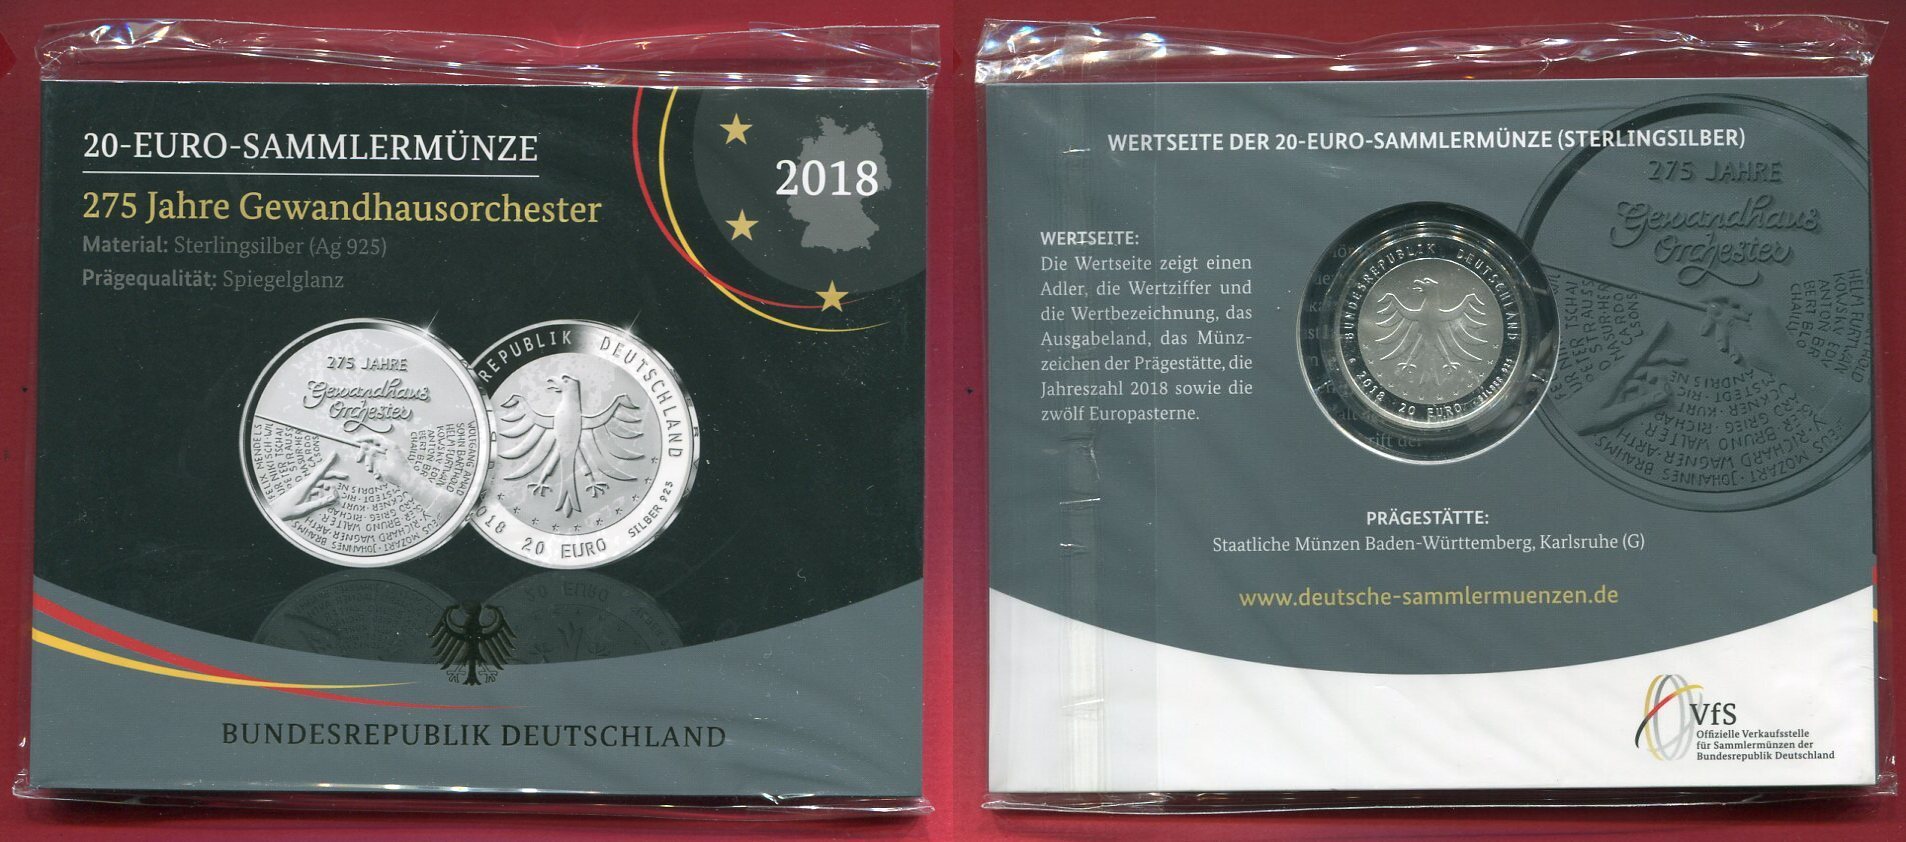 20-EURO-SAMMLERMÜNZE
275 Jahre Gewandhausorchester
Material: Sterlingsilber (Ag 925)
Prägequalität: Spiegelglanz
2018
275 JAHRE
Gewandhaus
Orchester
REPUBLIK DEUTSCHLAND
2018 20 EURO SILBER 925
BUNDESREPUBLIK DEUTSCHLAND
WERTSEITE DER 20-EURO-SAMMLERMÜNZE (STERLINGSILBER)
275 JAHRE
Gewandhaus
Orchester
WERTSEITE:
Die Wertseite zeigt einen
Adler, die Wertziffer und
die Wertbezeichnung, das
Ausgabeland, das Münz-
zeichen der Prägestätte, die
Jahreszahl 2018 sowie die
zwölf Europasterne.
BUNDESREPUBLIK DEUTSCHLAND
G 2018 · 20 EURO · SILBER 925
PRÄGESTÄTTE:
Staatliche Münzen Baden-Württemberg, Karlsruhe (G)
www.deutsche-sammlermuenzen.de
VfS
Offizielle Verkaufsstelle
für Sammlermünzen der
Bundesrepublik Deutschland